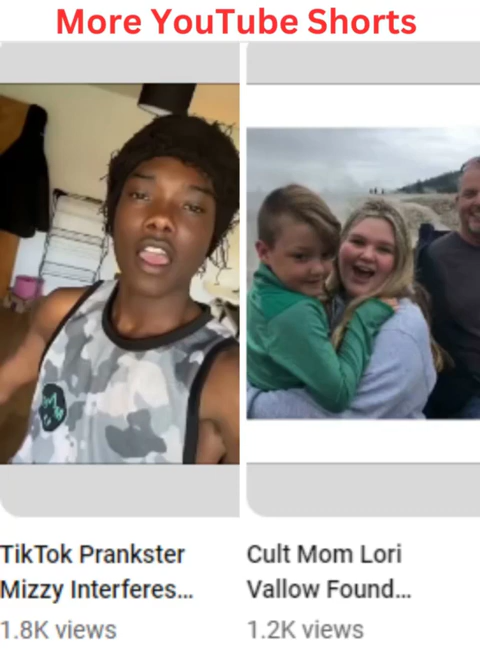 More YouTube Shorts
TikTok Prankster
Mizzy Interferes...
1.8K views
Cult Mom Lori
Vallow Found...
1.2K views